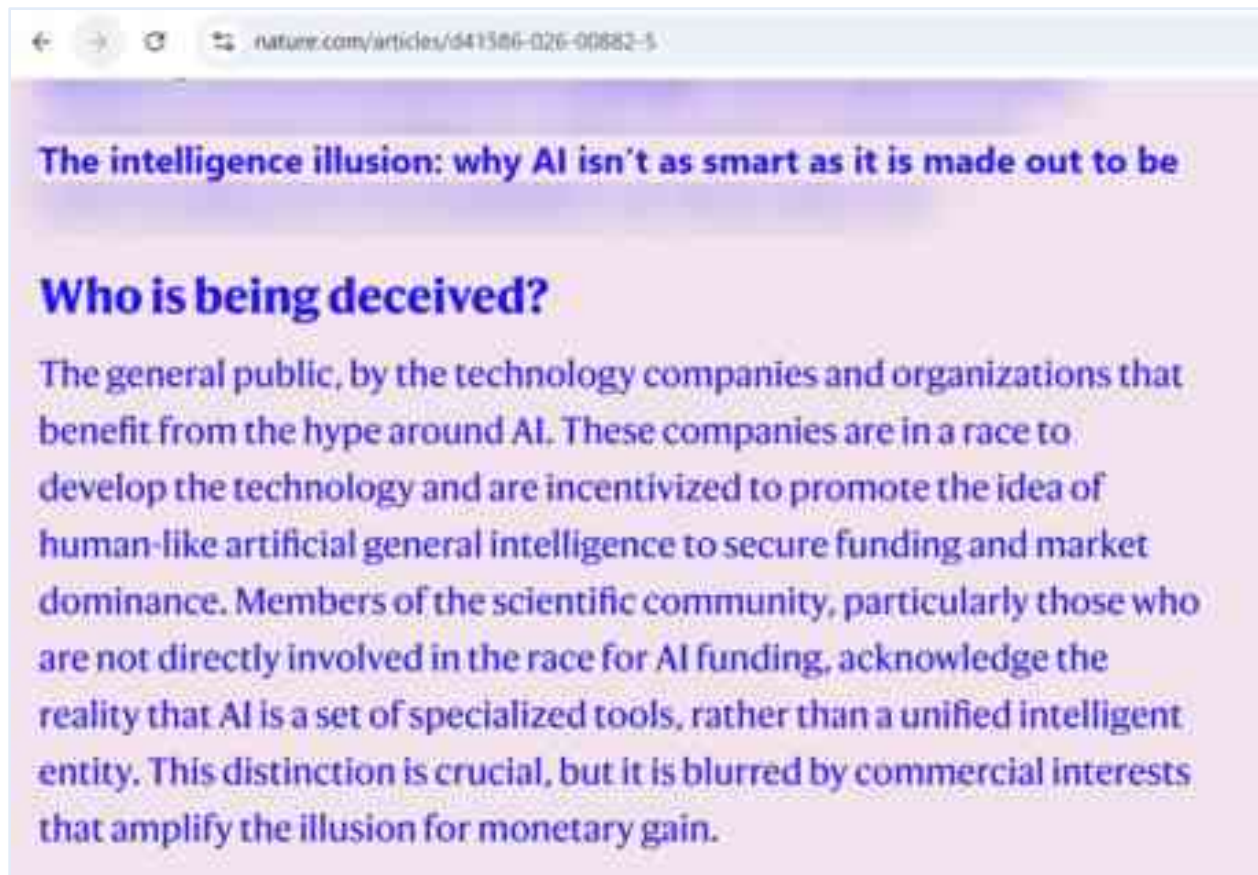 nature.com/articles/d41586-026-00882-5
The intelligence illusion: why AI isn't as smart as it is made out to be
Who is being deceived?
The general public, by the technology companies and organizations that
benefit from the hype around AI. These companies are in a race to
develop the technology and are incentivized to promote the idea of
human-like artificial general intelligence to secure funding and market
dominance. Members of the scientific community, particularly those who
are not directly involved in the race for AI funding, acknowledge the
reality that AI is a set of specialized tools, rather than a unified intelligent
entity. This distinction is crucial, but it is blurred by commercial interests
that amplify the illusion for monetary gain.